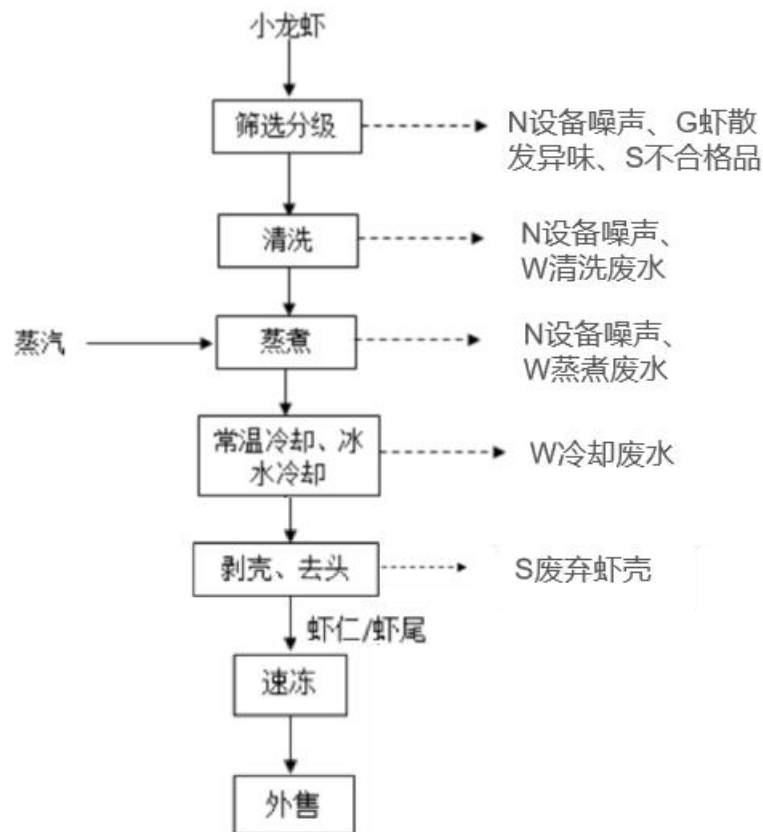 小龙虾
筛选分级
N设备噪声、G虾散
发异味、S不合格品
清洗
N设备噪声、
W清洗废水
蒸汽
蒸煮
N设备噪声、
W蒸煮废水
常温冷却、冰
水冷却
W冷却废水
剥壳、去头
S废弃虾壳
虾仁/虾尾
速冻
外售